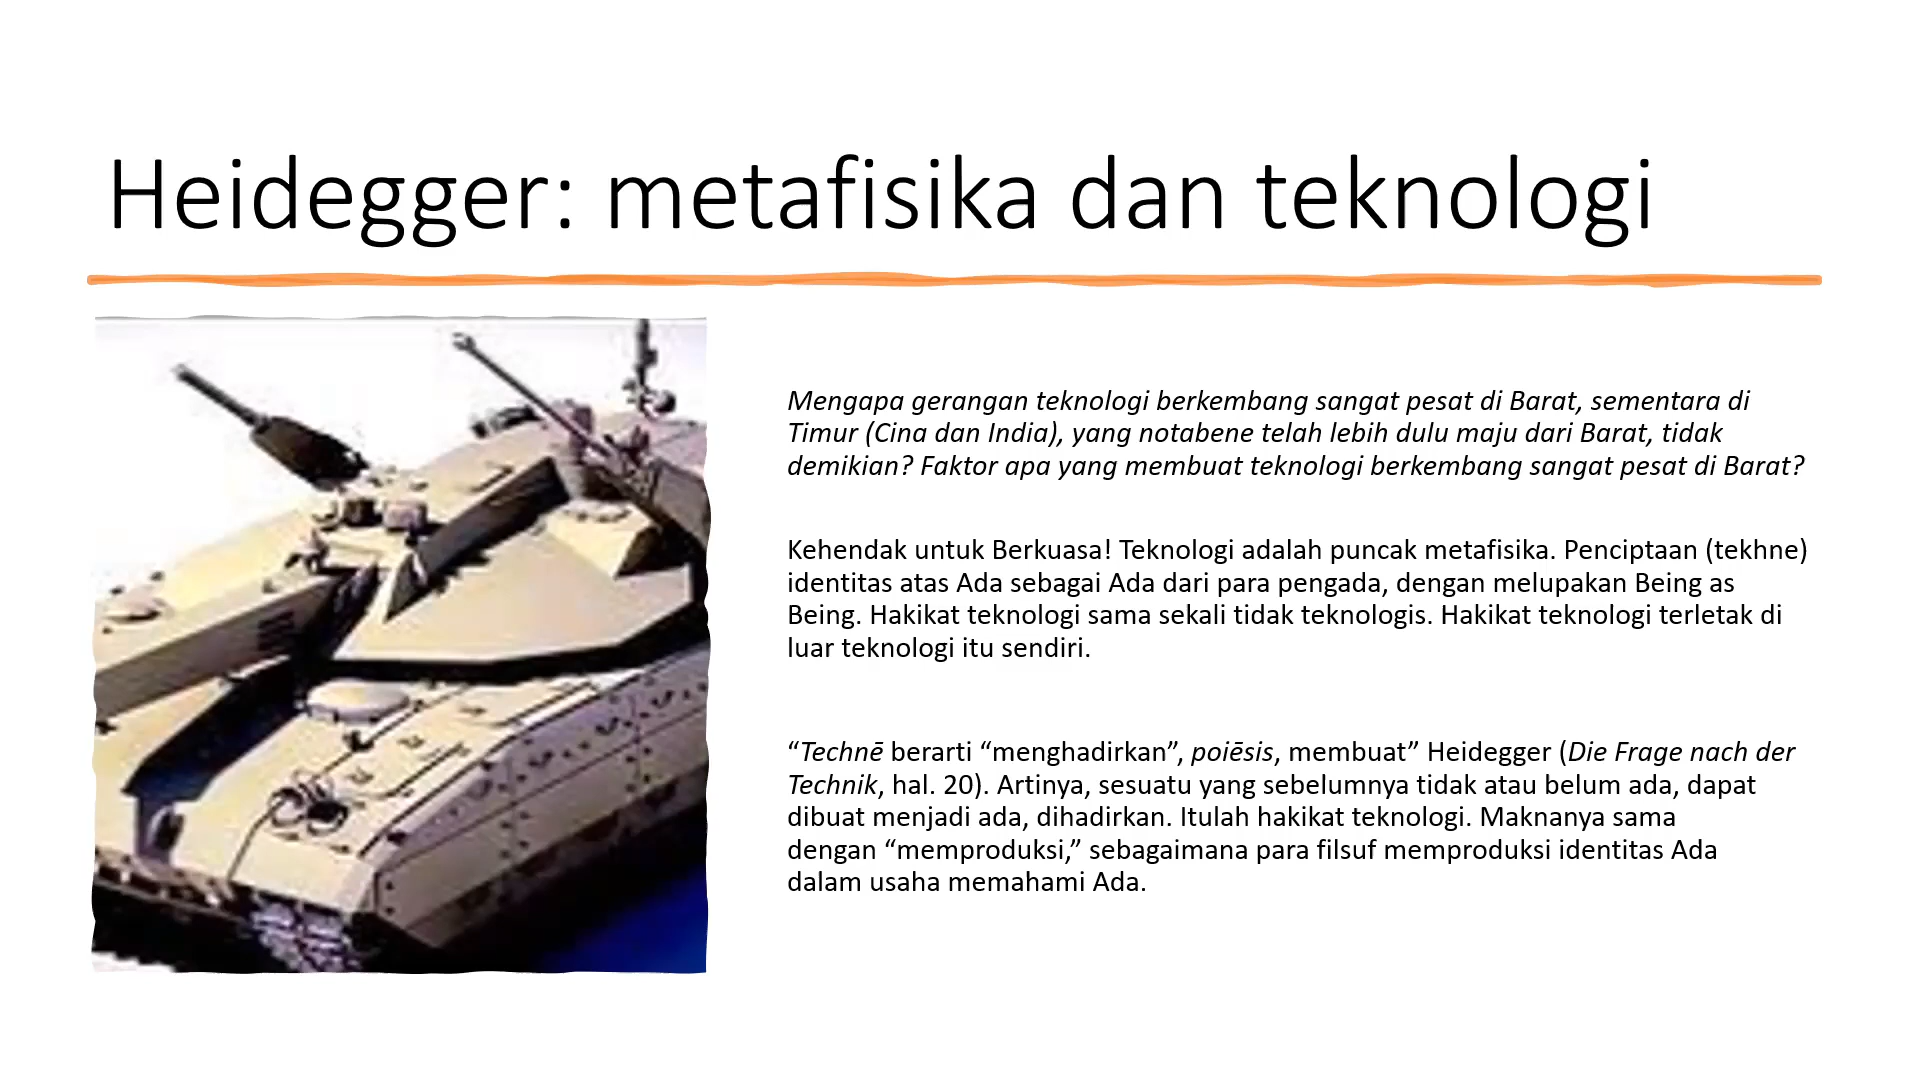 Heidegger: metafisika dan teknologi
Mengapa gerangan teknologi berkembang sangat pesat di Barat, sementara di
Timur (Cina dan India), yang notabene telah lebih dulu maju dari Barat, tidak
demikian? Faktor apa yang membuat teknologi berkembang sangat pesat di Barat?
Kehendak untuk Berkuasa! Teknologi adalah puncak metafisika. Penciptaan (tekhne)
identitas atas Ada sebagai Ada dari para pengada, dengan melupakan Being as
Being. Hakikat teknologi sama sekali tidak teknologis. Hakikat teknologi terletak di
luar teknologi itu sendiri.
“Technē berarti “menghadirkan”, poiēsis, membuat” Heidegger (Die Frage nach der
Technik, hal. 20). Artinya, sesuatu yang sebelumnya tidak atau belum ada, dapat
dibuat menjadi ada, dihadirkan. Itulah hakikat teknologi. Maknanya sama
dengan “memproduksi,” sebagaimana para filsuf memproduksi identitas Ada
dalam usaha memahami Ada.